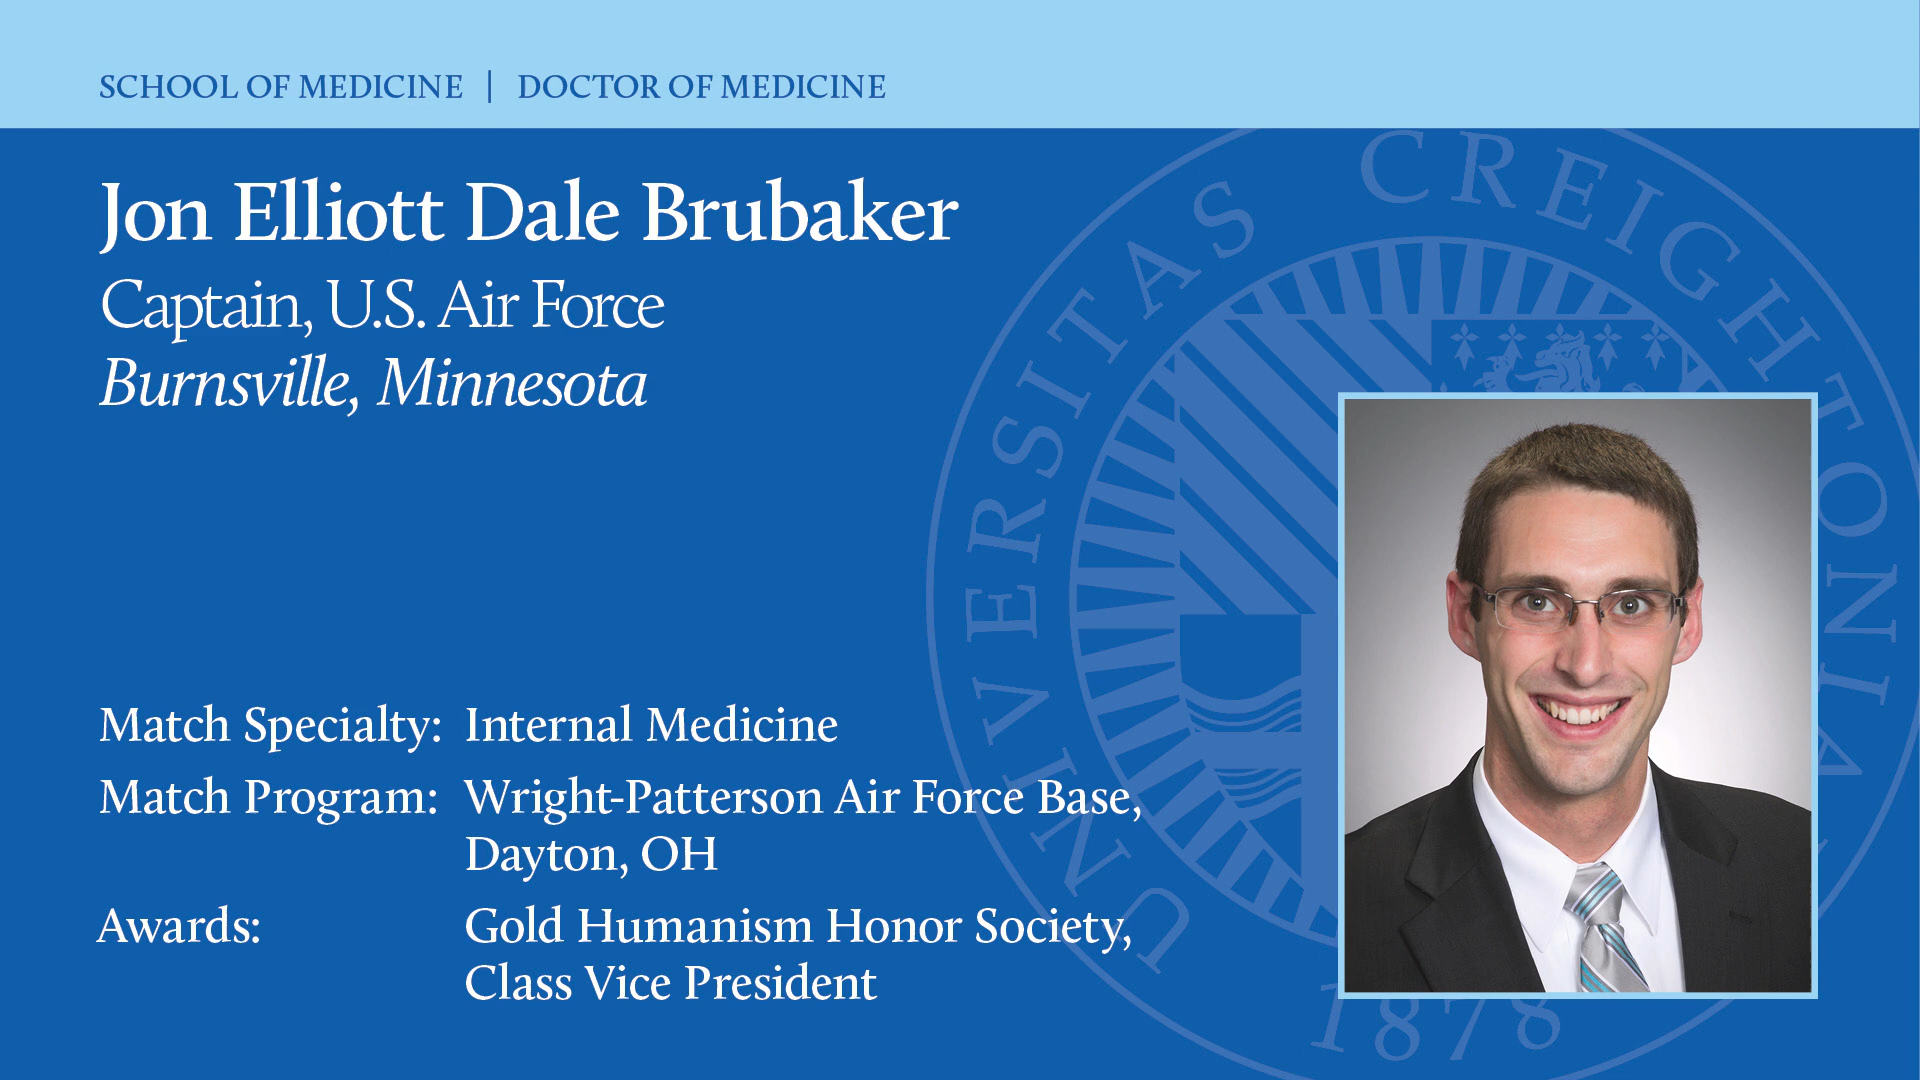 SCHOOL OF MEDICINE | DOCTOR OF MEDICINE
Jon Elliott Dale Brubaker
Captain, U.S. Air Force
Burnsville, Minnesota
Match Specialty: Internal Medicine
Match Program: Wright-Patterson Air Force Base,
Dayton, OH
Awards: Gold Humanism Honor Society,
Class Vice President
UNIVERSITAS CREIGHTONIANA
1878